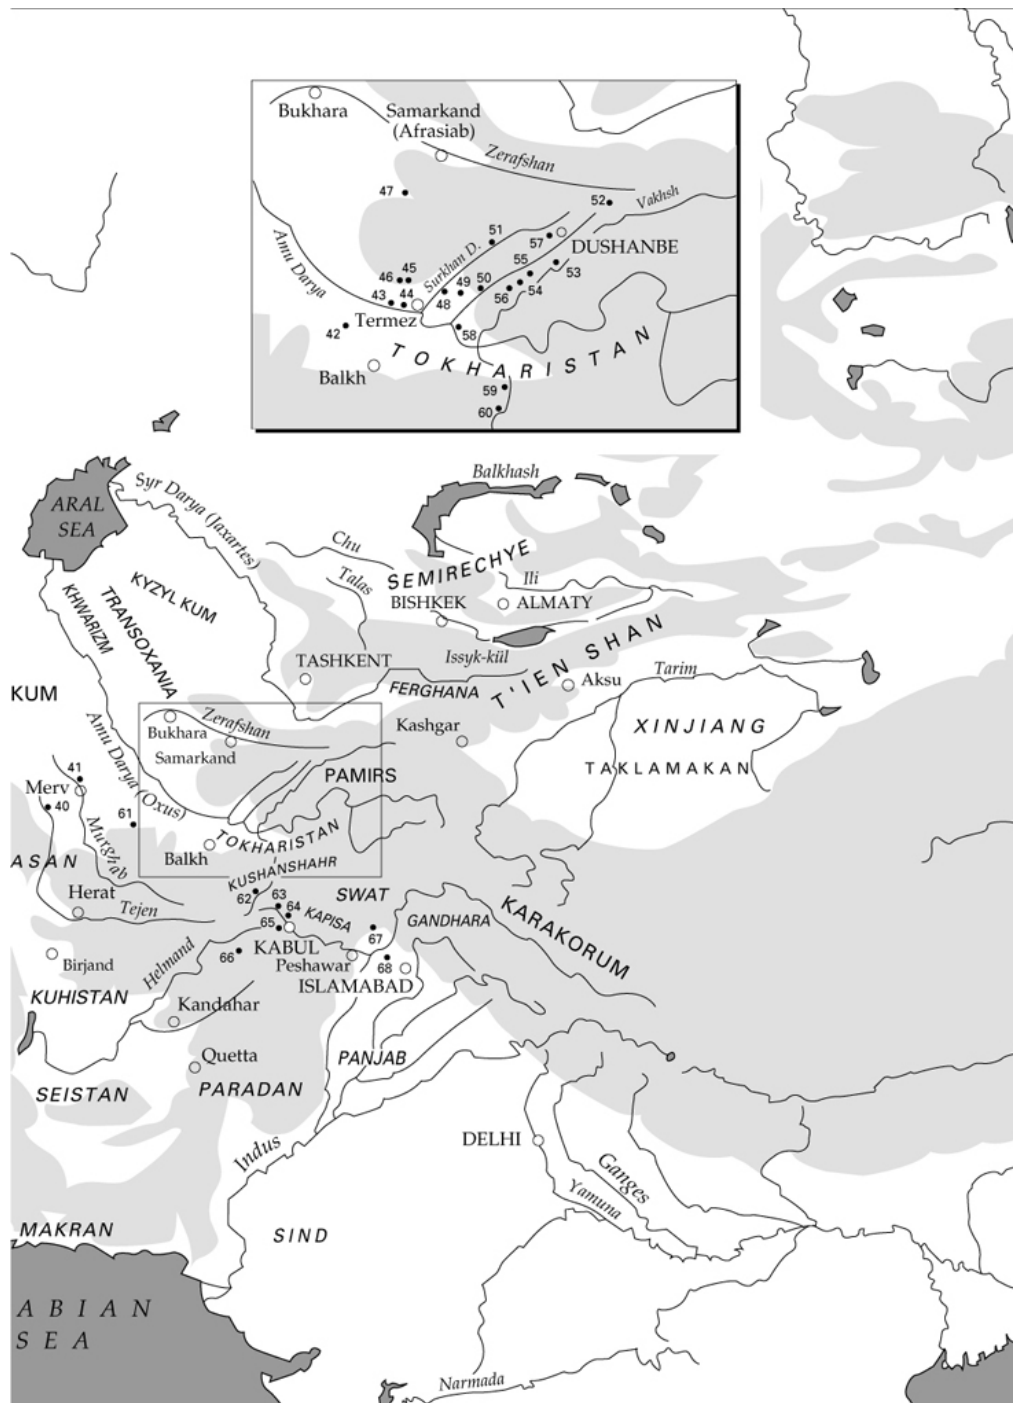 Bukhara
Samarkand
(Afrasiab)
Zerafshan
47
52
Vakhsh
51
57
DUSHANBE
Surkhan D.
Amu Darya
46
45
55
53
49
50
43
44
48
56
54
Termez
42
58
TOKHARISTAN
Balkh
59
60
Balkhash
ARAL
SEA
Syr Darya (Jaxartes)
Chu
SEMIRECHYE
Talas
Ili
KYZYL KUM
BISHKEK
ALMATY
KHWARIZM
TRANSOXANIA
Issyk-kül
T'IEN SHAN
TASHKENT
Tarim
FERGHANA
Aksu
KUM
Zerafshan
Kashgar
XINJIANG
Bukhara
Samarkand
Amu Darya (Oxus)
PAMIRS
TAKLAMAKAN
41
Merv
40
61
Murghab
TOKHARISTAN
Balkh
ASAN
KUSHANSHAHR
Herat
62
63
SWAT
Tejen
64
KAPISA
GANDHARA
KARAKORUM
65
67
KABUL
Birjand
Helmand
66
Peshawar
68
ISLAMABAD
KUHISTAN
Kandahar
Quetta
PANJAB
SEISTAN
PARADAN
Indus
DELHI
Ganges
Yamuna
MAKRAN
SIND
ABIAN
SEA
Narmada